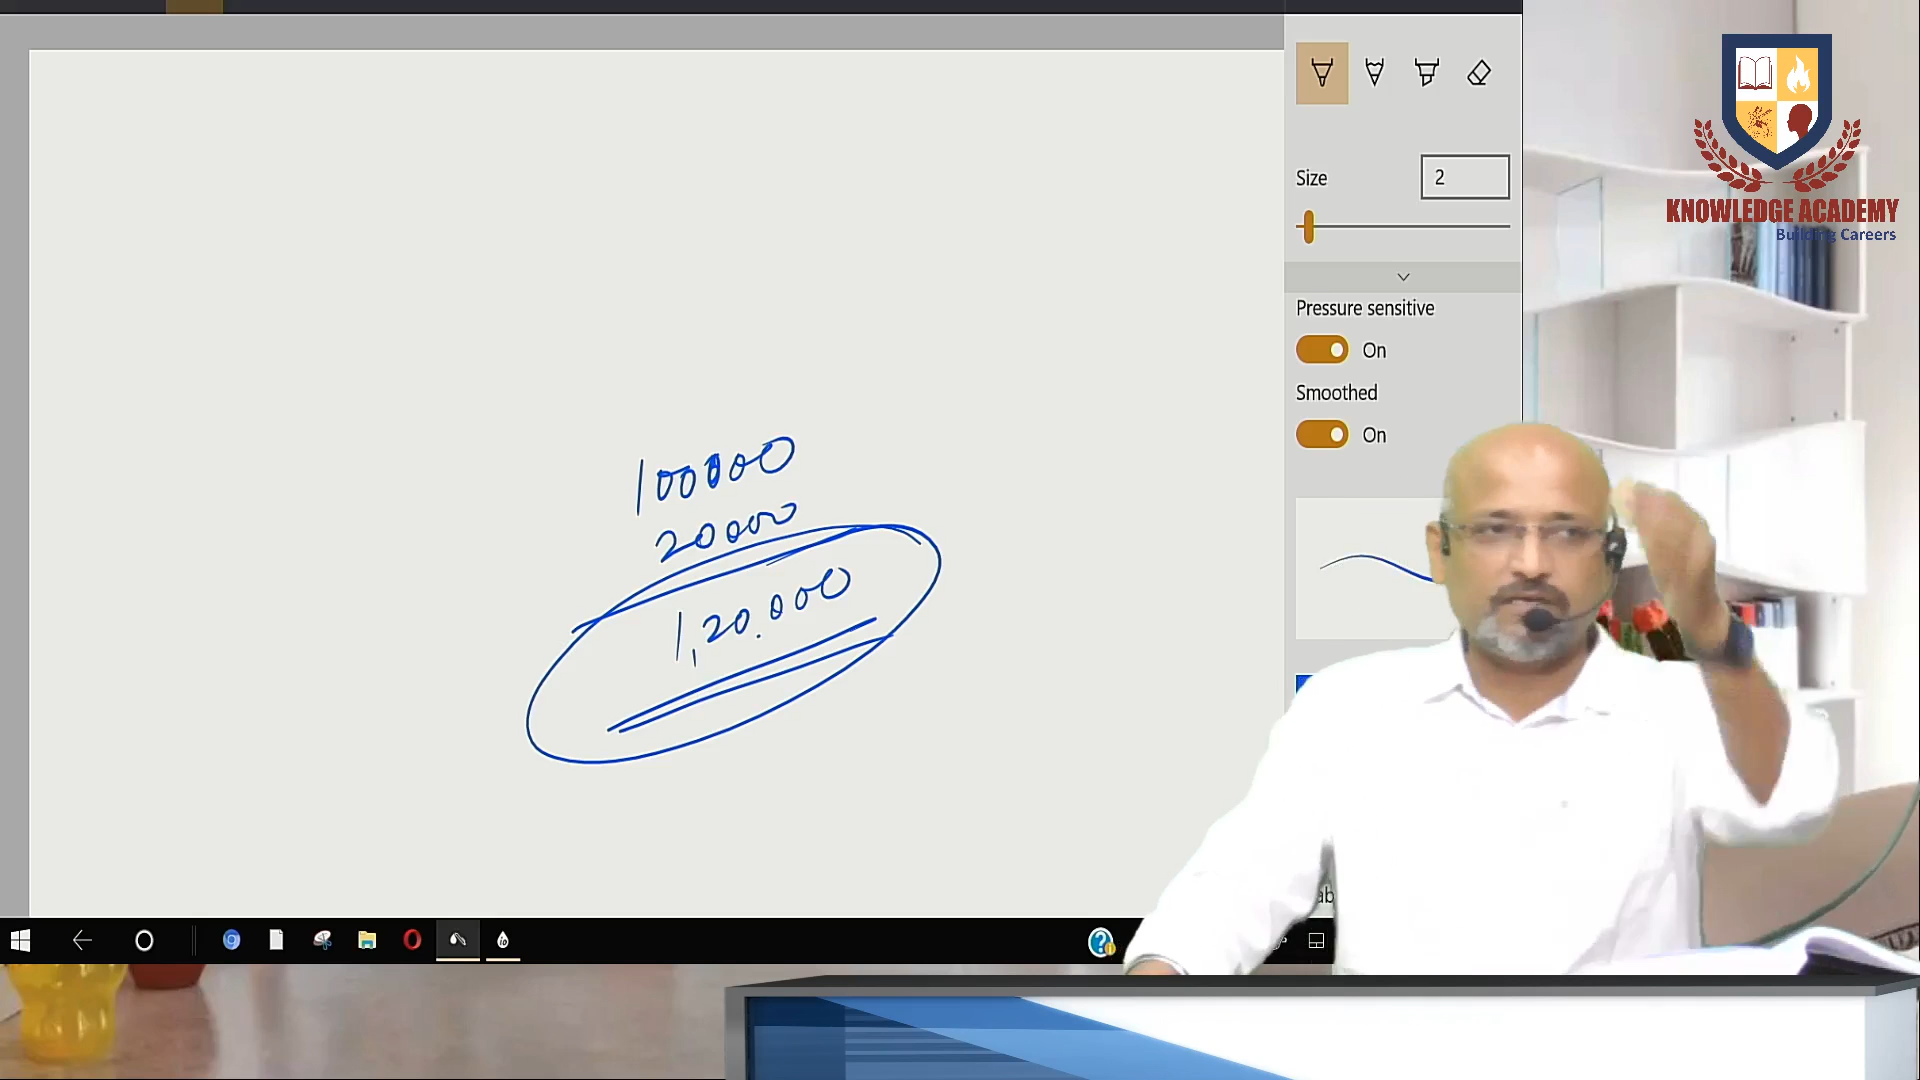 Size
2
Pressure sensitive
On
Smoothed
On
100000
20000
1,20.000
KNOWLEDGE ACADEMY
Building Careers